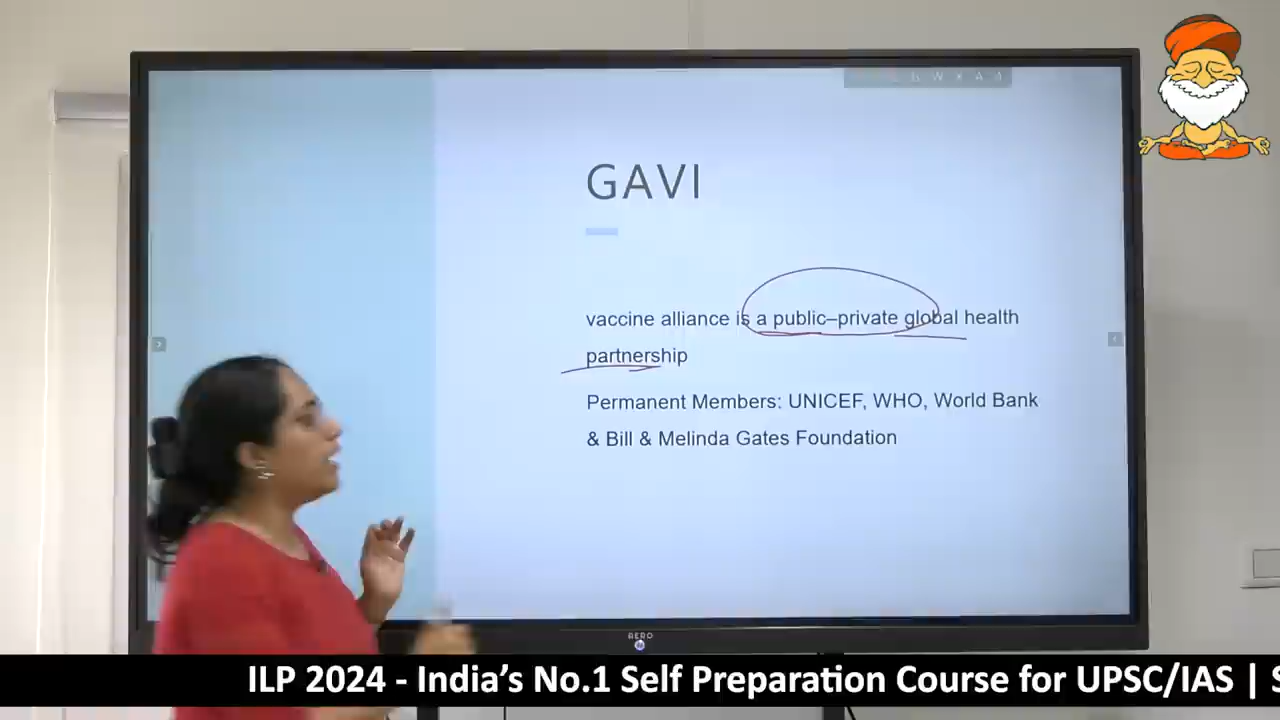 GAVI
vaccine alliance is a public–private global health
partnership
Permanent Members: UNICEF, WHO, World Bank
& Bill & Melinda Gates Foundation
ILP 2024 - India’s No.1 Self Preparation Course for UPSC/IAS | S